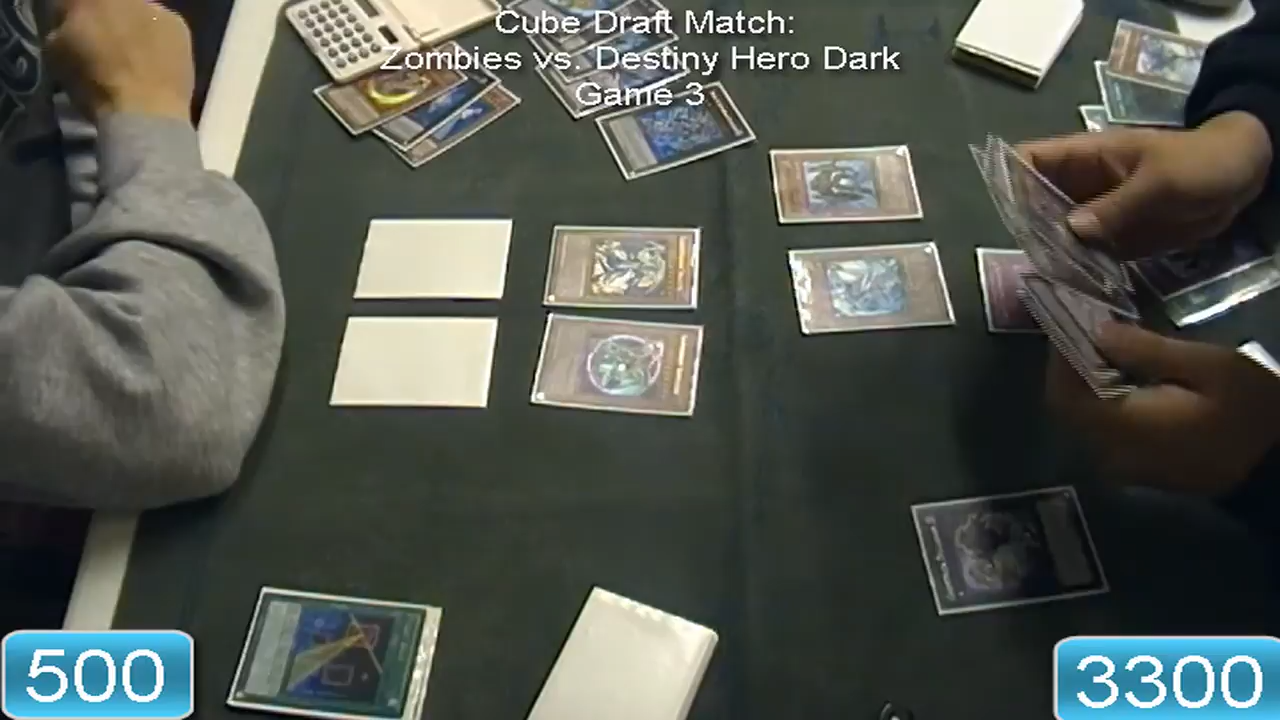 Cube Draft Match:
Zombies vs. Destiny Hero Dark
Game 3
500
3300